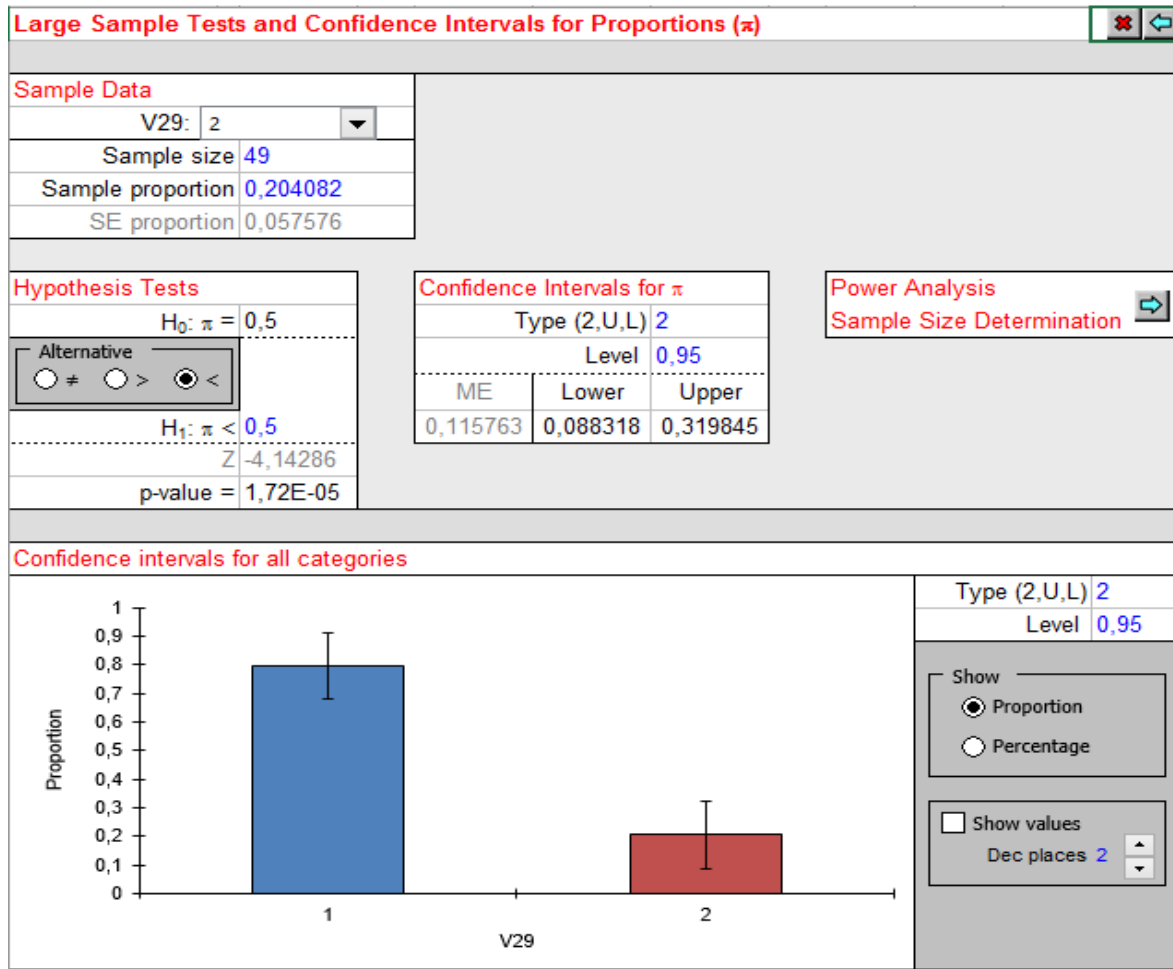 Large Sample Tests and Confidence Intervals for Proportions (π)
Sample Data
V29: 2
Sample size 49
Sample proportion 0,204082
SE proportion 0,057576
Hypothesis Tests
H₀: π = 0,5
Alternative
≠ > <
H₁: π < 0,5
Z -4,14286
p-value = 1,72E-05
Confidence Intervals for π
Type (2,U,L) 2
Level 0,95
ME Lower Upper
0,115763 0,088318 0,319845
Power Analysis
Sample Size Determination
Confidence intervals for all categories
Proportion
1
0,9
0,8
0,7
0,6
0,5
0,4
0,3
0,2
0,1
0
1 2
V29
Type (2,U,L) 2
Level 0,95
Show
Proportion
Percentage
Show values
Dec places 2